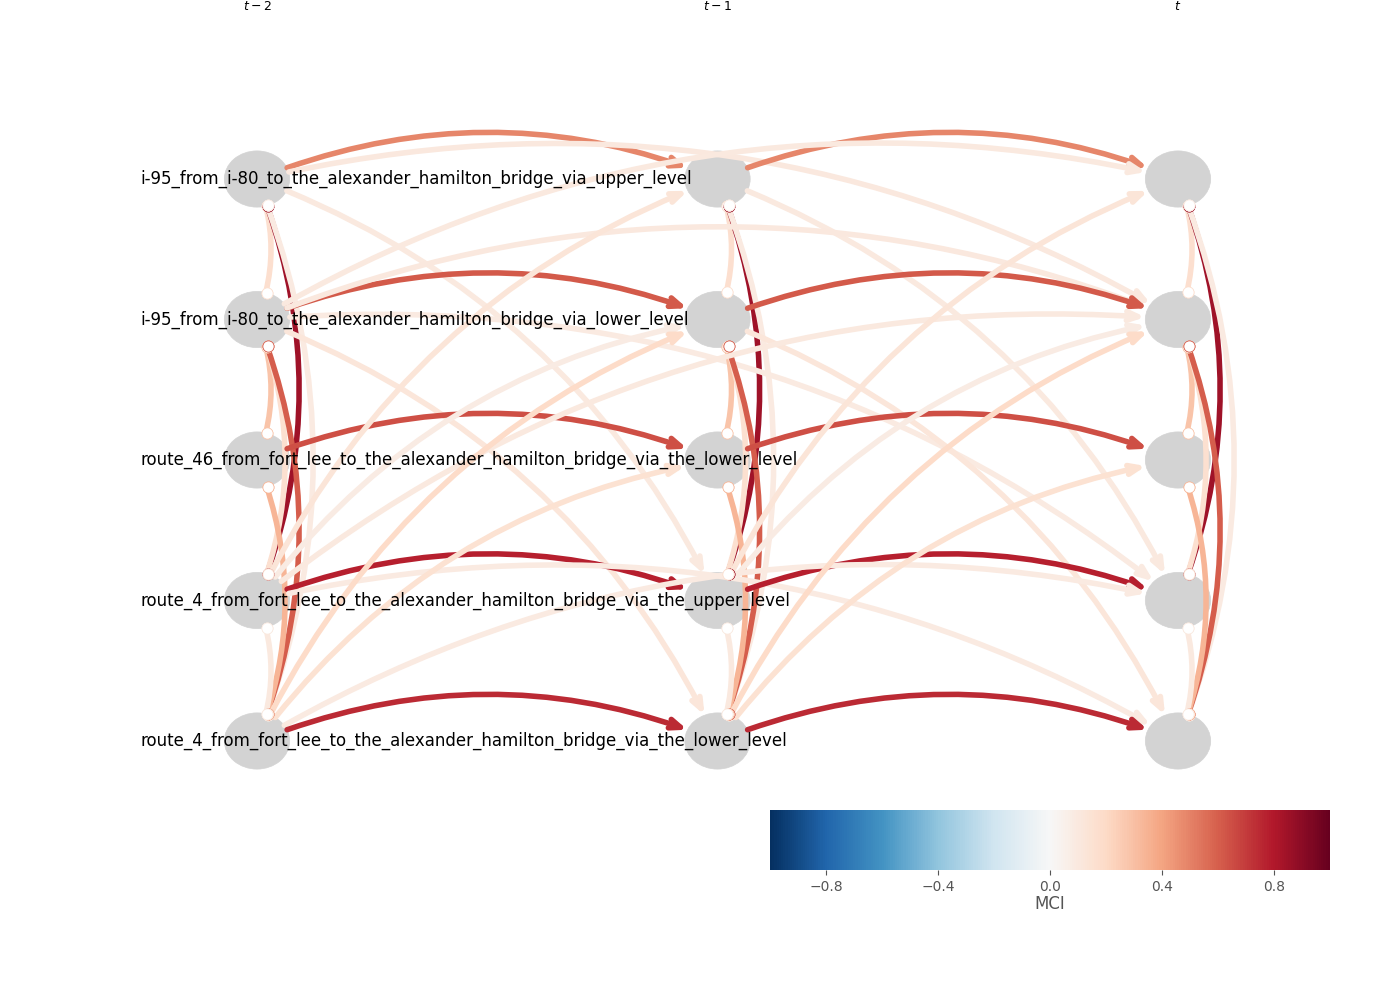 t − 2
t − 1
t
i-95_from_i-80_to_the_alexander_hamilton_bridge_via_upper_level
i-95_from_i-80_to_the_alexander_hamilton_bridge_via_lower_level
route_46_from_fort_lee_to_the_alexander_hamilton_bridge_via_the_lower_level
route_4_from_fort_lee_to_the_alexander_hamilton_bridge_via_the_upper_level
route_4_from_fort_lee_to_the_alexander_hamilton_bridge_via_the_lower_level
−0.8 −0.4 0.0 0.4 0.8
MCI